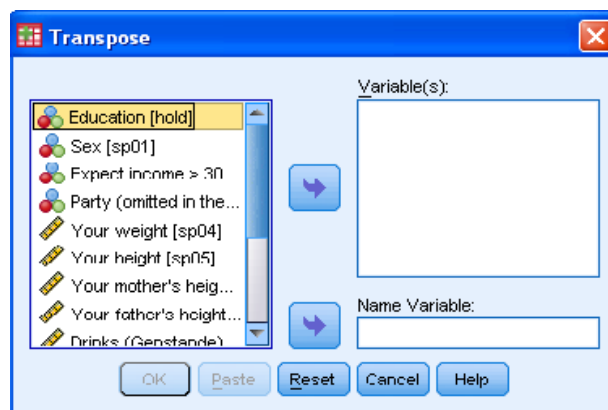 Transpose
Education [hold]
Sex [sp01]
Expect income > 30
Party (omitted in the...
Your weight [sp04]
Your height [sp05]
Your mother's heig...
Your father's height...
Drinks (Genstande)
Variable(s):
Name Variable:
OK
Paste
Reset
Cancel
Help